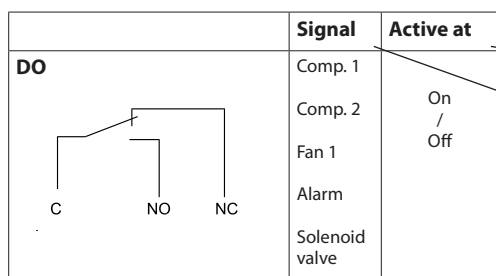 Signal Active at
DO
Comp. 1
Comp. 2
Fan 1
Alarm
Solenoid
valve
On
/
Off
C NO NC